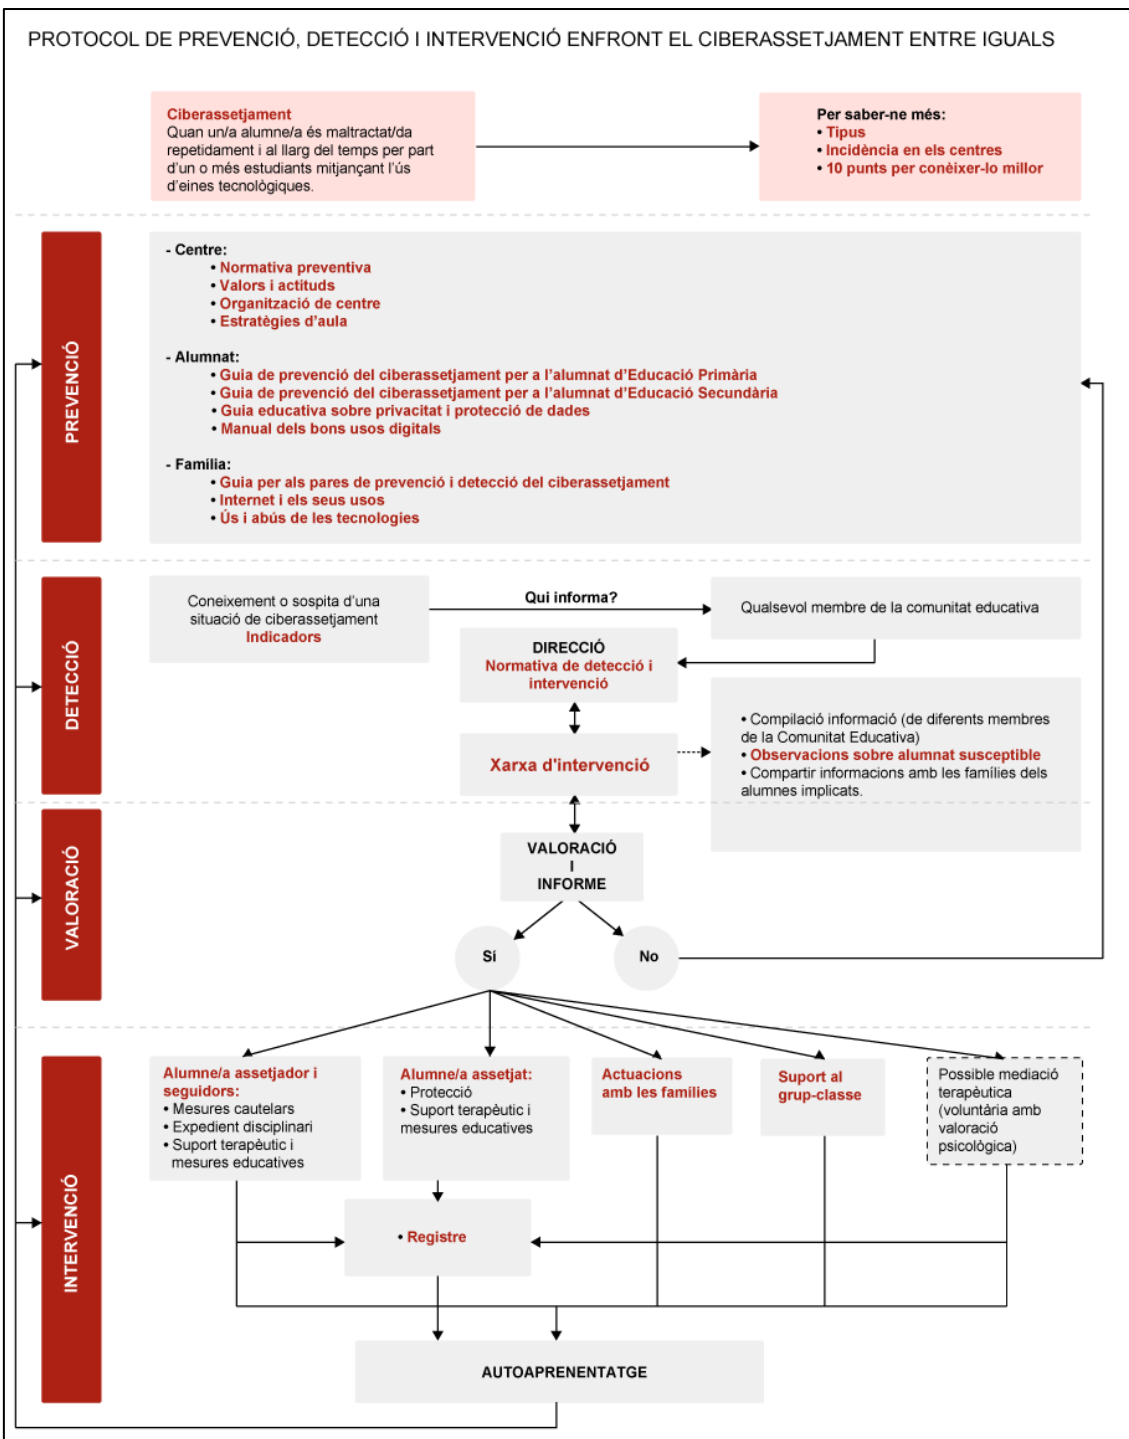 PROTOCOL DE PREVENCIÓ, DETECCIÓ I INTERVENCIÓ ENFRONT EL CIBERASSETJAMENT ENTRE IGUALS
Ciberassetjament
Quan un/a alumne/a és maltractat/da
repetidament i al llarg del temps per part
d'un o més estudiants mitjançant l'ús
d'eines tecnològiques.
Per saber-ne més:
• Tipus
• Incidència en els centres
• 10 punts per conèixer-lo millor
PREVENCIÓ
- Centre:
• Normativa preventiva
• Valors i actituds
• Organització de centre
• Estratègies d'aula
- Alumnat:
• Guia de prevenció del ciberassetjament per a l'alumnat d'Educació Primària
• Guia de prevenció del ciberassetjament per a l'alumnat d'Educació Secundària
• Guia educativa sobre privacitat i protecció de dades
• Manual dels bons usos digitals
- Família:
• Guia per als pares de prevenció i detecció del ciberassetjament
• Internet i els seus usos
• Ús i abús de les tecnologies
DETECCIÓ
Coneixement o sospita d'una
situació de ciberassetjament
Indicadors
Qui informa?
Qualsevol membre de la comunitat educativa
DIRECCIÓ
Normativa de detecció i
intervenció
Xarxa d'intervenció
• Compilació informació (de diferents membres
de la Comunitat Educativa)
• Observacions sobre alumnat susceptible
• Compartir informacions amb les famílies dels
alumnes implicats.
VALORACIÓ
VALORACIÓ
I
INFORME
Sí
No
INTERVENCIÓ
Alumne/a assetjador i
seguidors:
• Mesures cautelars
• Expedient disciplinari
• Suport terapèutic i
mesures educatives
Alumne/a assetjat:
• Protecció
• Suport terapèutic i
mesures educatives
Actuacions
amb les famílies
Suport al
grup-classe
Possible mediació
terapèutica
(voluntària amb
valoració
psicològica)
• Registre
AUTOAPRENENTATGE